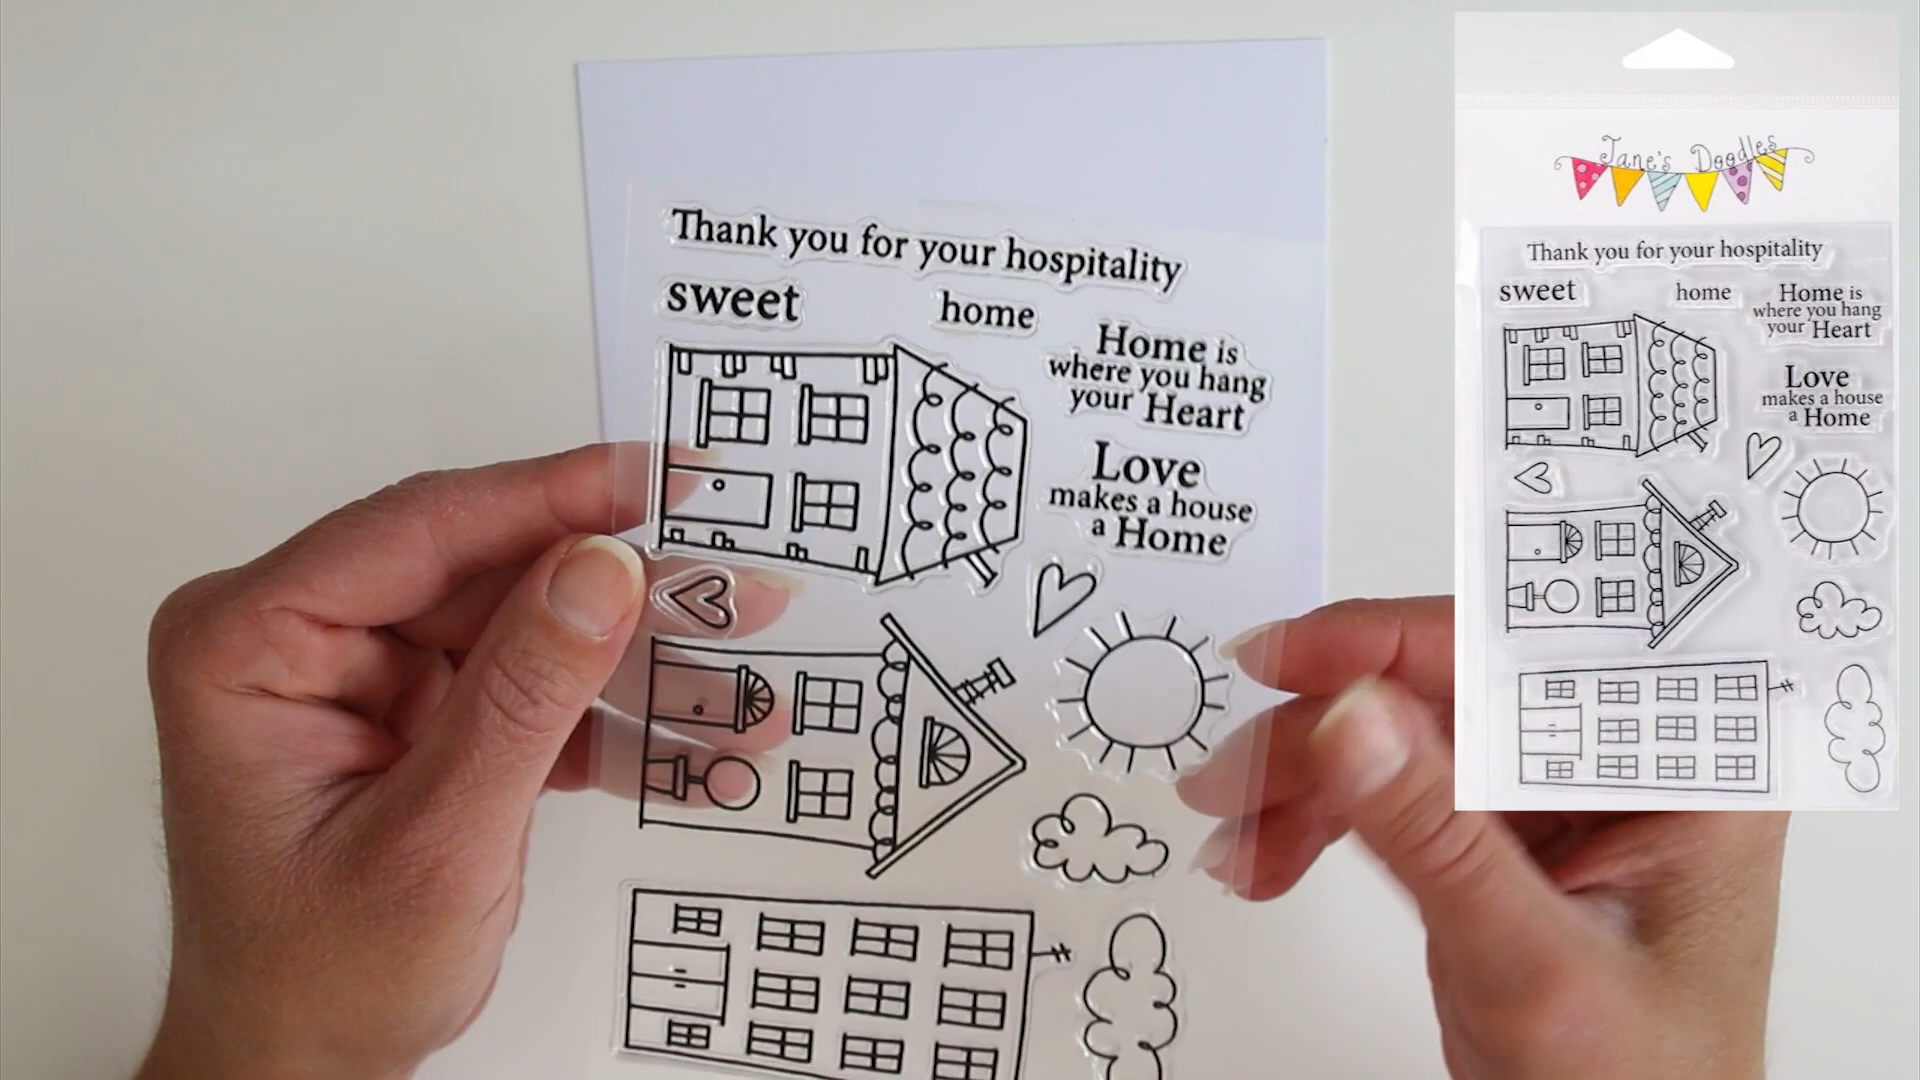 Thank you for your hospitality
sweet
home
Home is
where you hang
your Heart
Love
makes a house
a Home
Jane's Doodles
Thank you for your hospitality
sweet
home
Home is
where you hang
your Heart
Love
makes a house
a Home